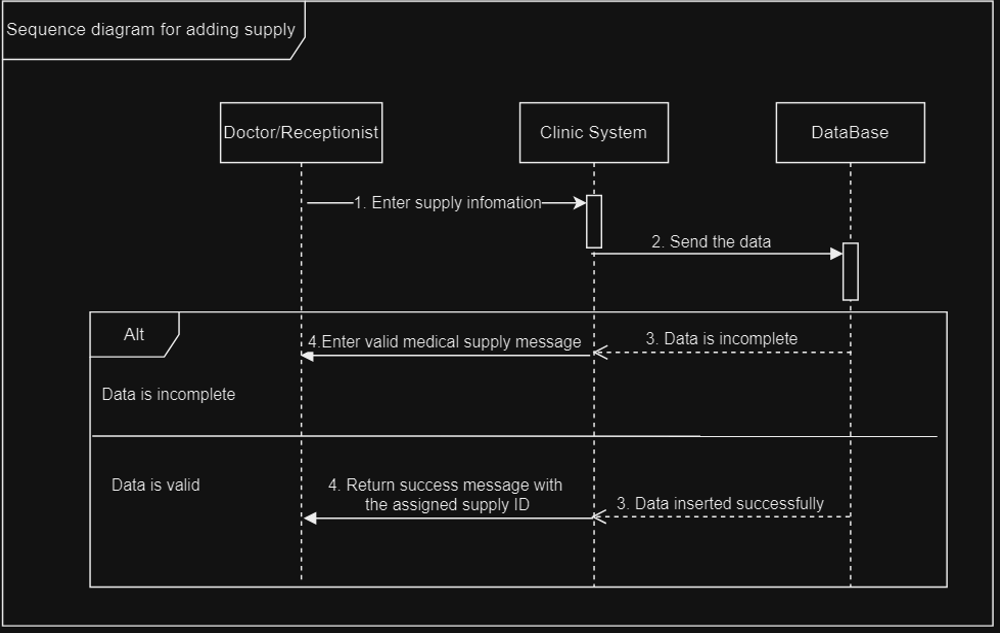 Sequence diagram for adding supply
Doctor/Receptionist
Clinic System
DataBase
1. Enter supply infomation
2. Send the data
Alt
4.Enter valid medical supply message
3. Data is incomplete
Data is incomplete
Data is valid
4. Return success message with
the assigned supply ID
3. Data inserted successfully